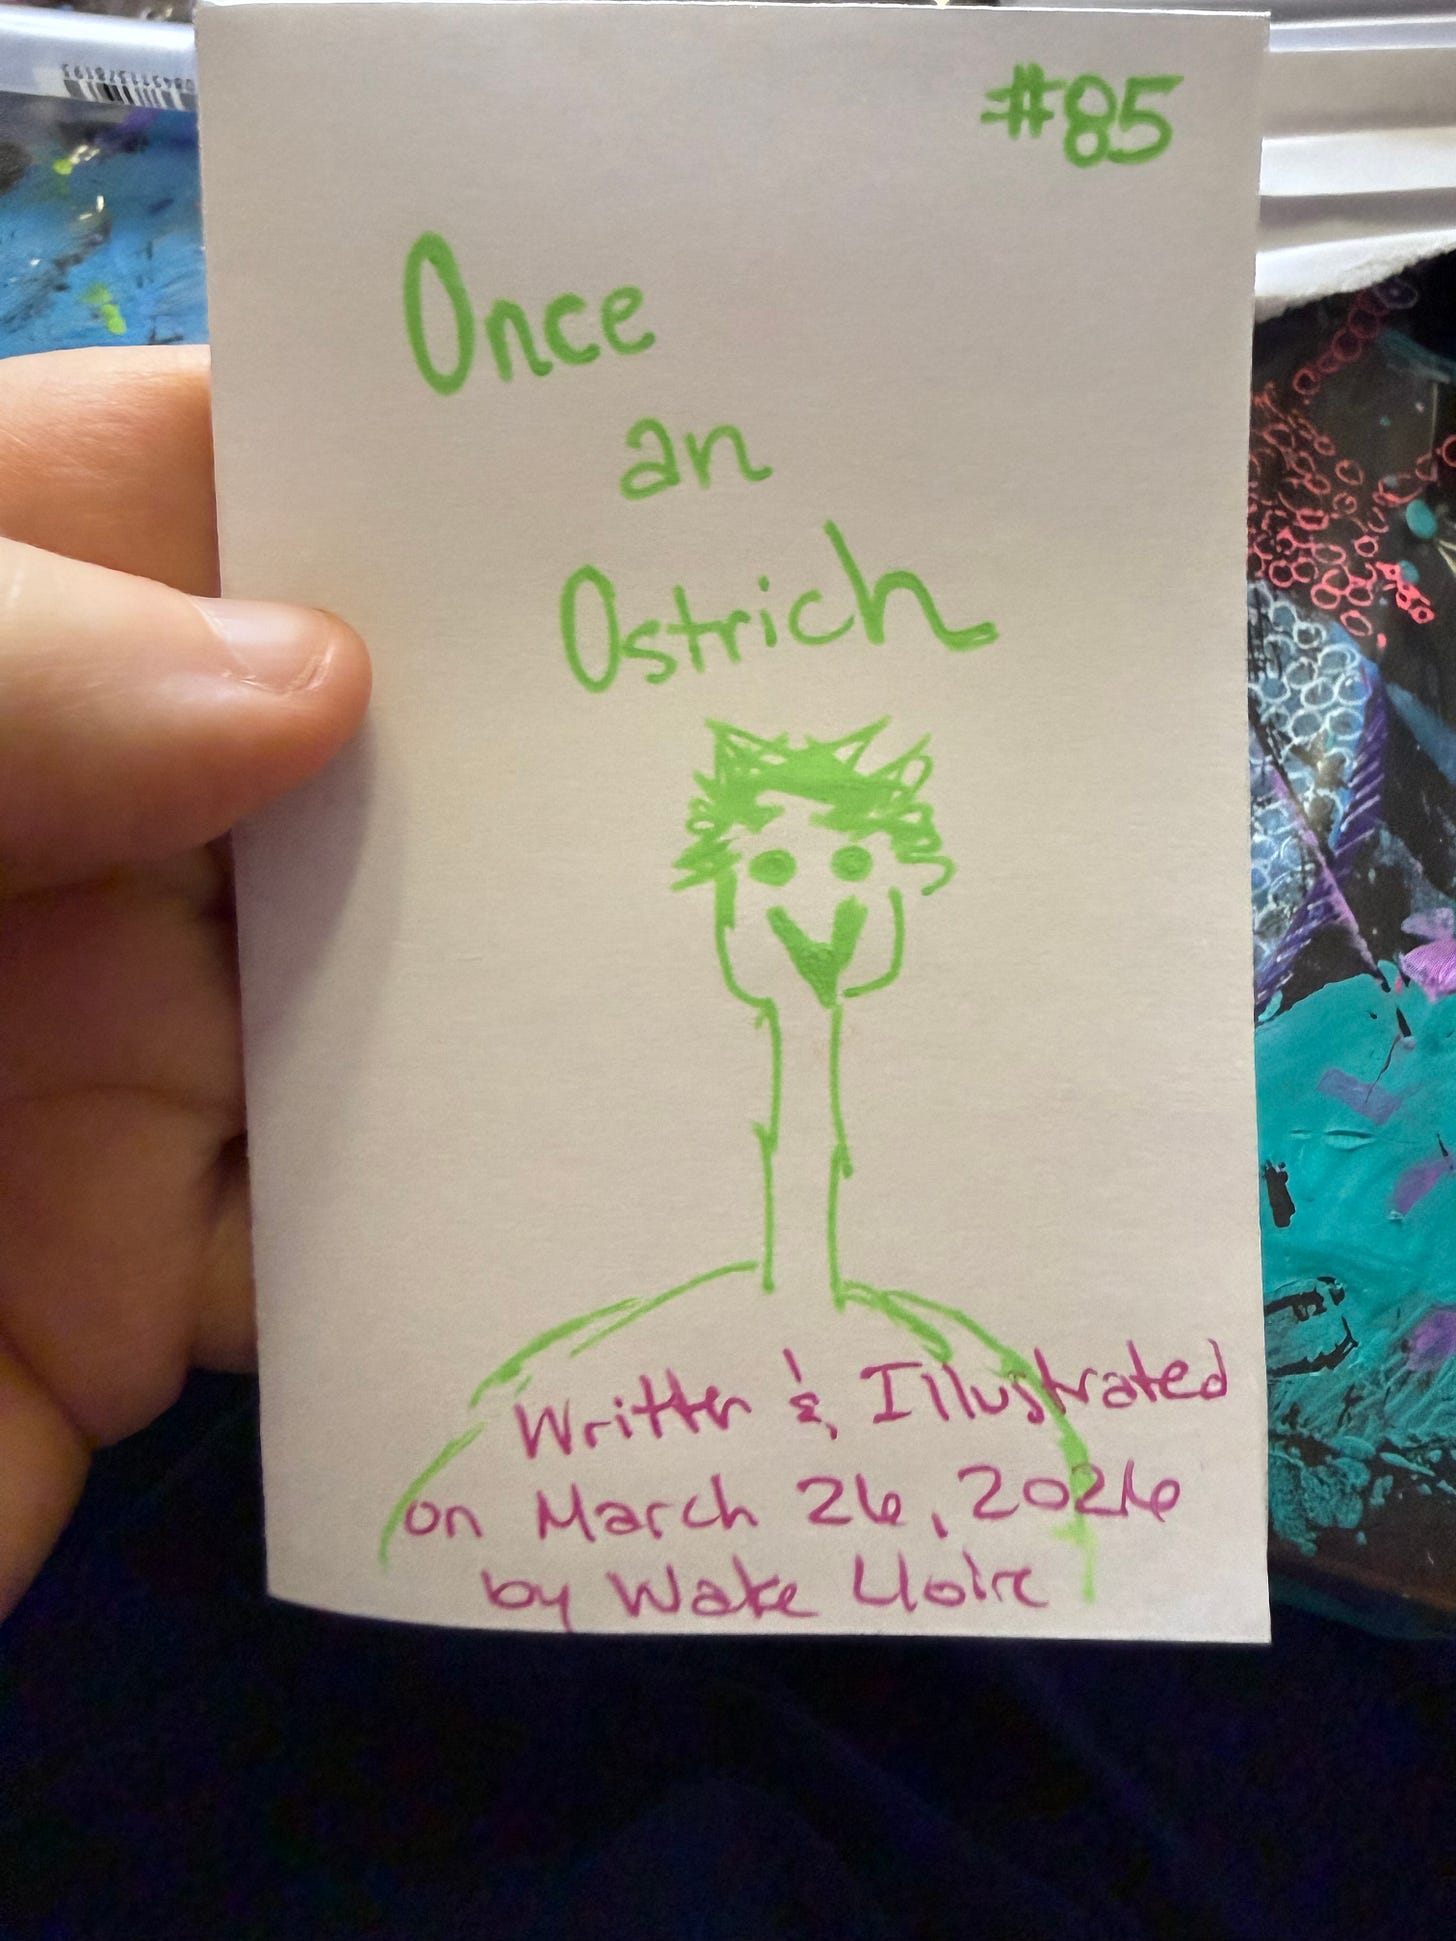 #85
Once
an
Ostrich
Written & Illustrated
on March 26, 2026
by Wake Lloire